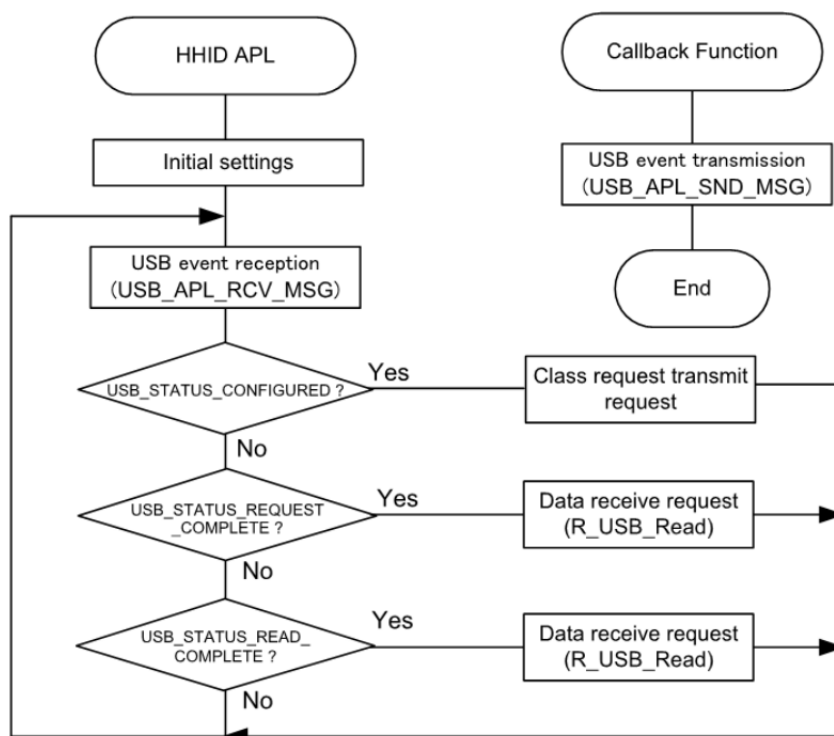 HHID APL
Callback Function
Initial settings
USB event transmission
(USB_APL_SND_MSG)
USB event reception
(USB_APL_RCV_MSG)
End
USB_STATUS_CONFIGURED ?
Yes
Class request transmit
request
No
USB_STATUS_REQUEST
_COMPLETE ?
Yes
Data receive request
(R_USB_Read)
No
USB_STATUS_READ_
COMPLETE ?
Yes
Data receive request
(R_USB_Read)
No